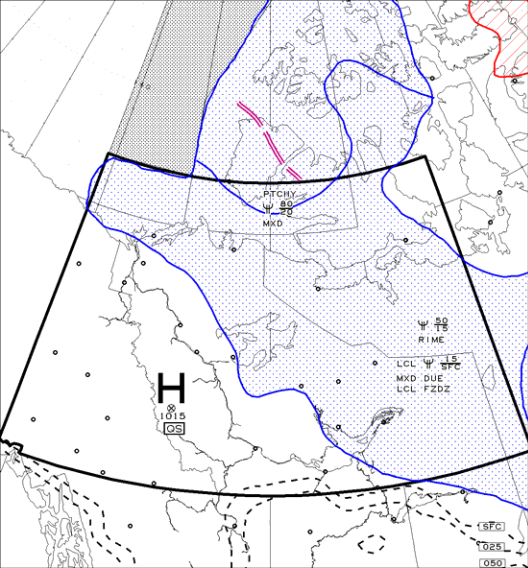 PTCHY
80
20
MXD
50
15
RIME
LCL 15
SFC
MXD DUE
LCL FZDZ
H
1015
QS
SFC
025
050